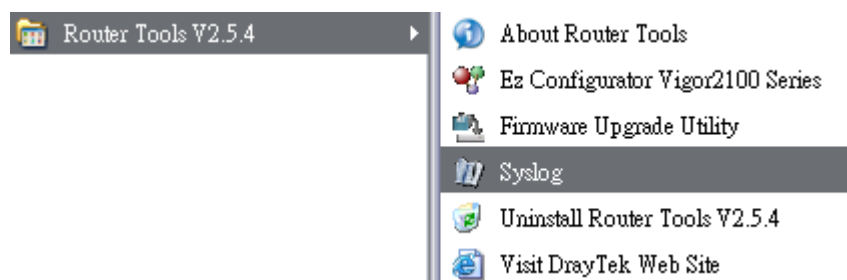 Router Tools V2.5.4
About Router Tools
Ez Configurator Vigor2100 Series
Firmware Upgrade Utility
Syslog
Uninstall Router Tools V2.5.4
Visit DrayTek Web Site